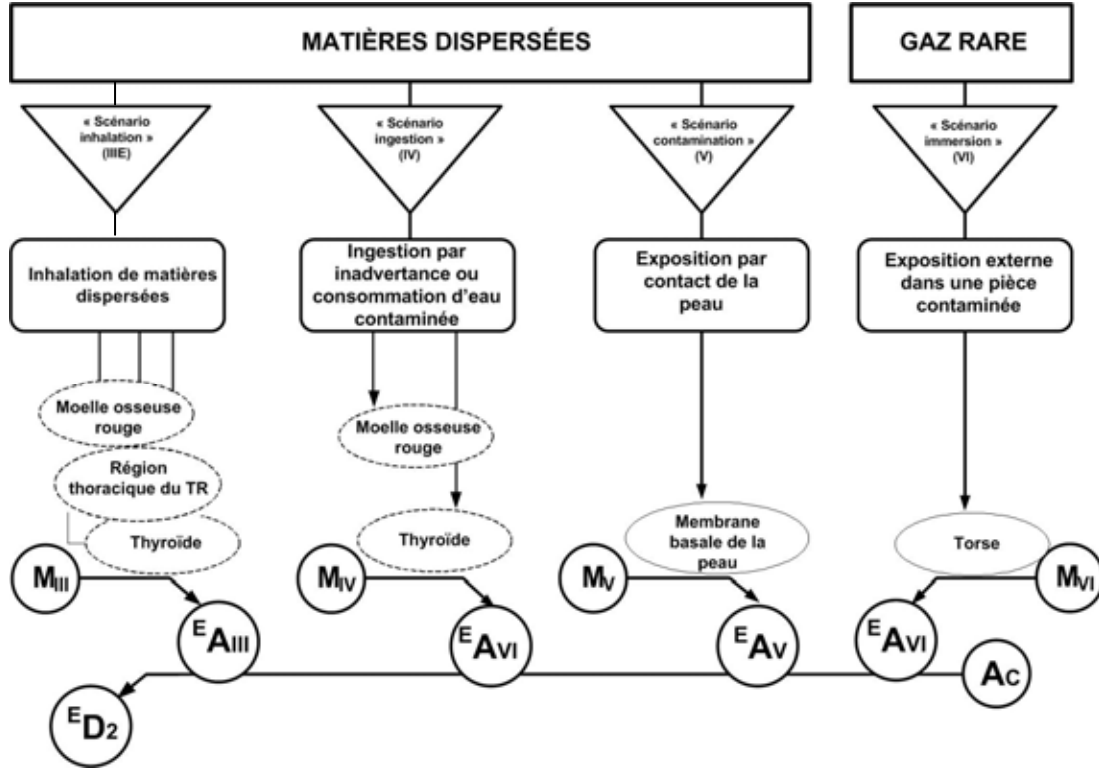 MATIÈRES DISPERSÉES
GAZ RARE
« Scénario
inhalation »
(IIIE)
« Scénario
ingestion »
(IV)
« Scénario
contamination »
(V)
« Scénario
immersion »
(VI)
Inhalation de matières
dispersées
Ingestion par
inadvertance ou
consommation d'eau
contaminée
Exposition par
contact de la
peau
Exposition externe
dans une pièce
contaminée
Moelle osseuse
rouge
Région
thoracique du TR
Thyroïde
Moelle osseuse
rouge
Thyroïde
Membrane
basale de la
peau
Torse
MIII
MIV
MV
MVI
EAIII
EAVI
EAV
EAVI
AC
ED2